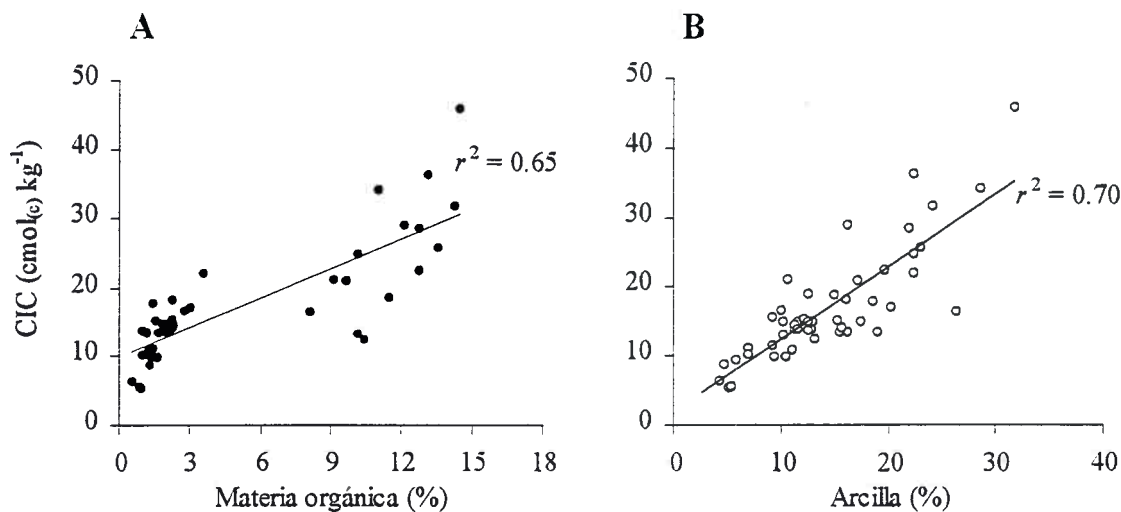 A
50
40
30
20
10
0
CIC (cmol(c) kg-1)
r² = 0.65
0 3 6 9 12 15 18
Materia orgánica (%)
B
50
40
30
20
10
0
r² = 0.70
0 10 20 30 40
Arcilla (%)